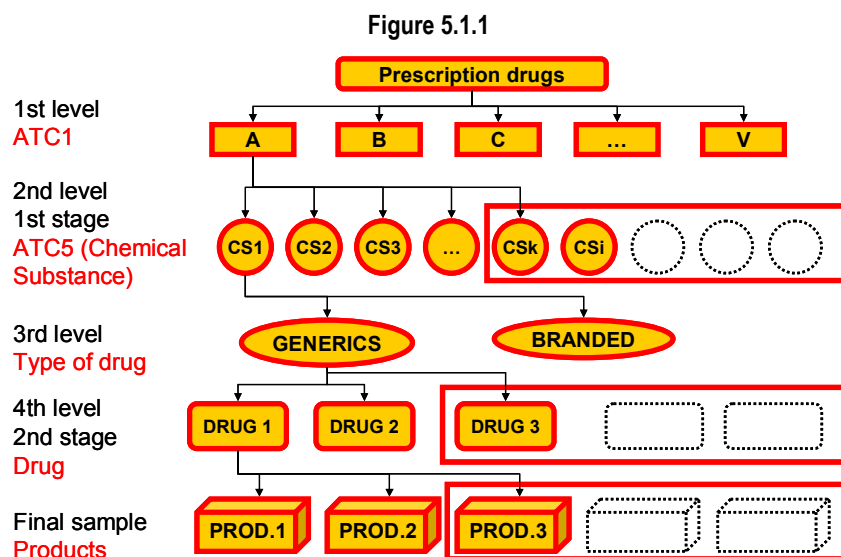 Figure 5.1.1
Prescription drugs
1st level
ATC1
A B C ... V
2nd level
1st stage
ATC5 (Chemical
Substance)
CS1 CS2 CS3 ... CSk CSi
3rd level
Type of drug
GENERICS BRANDED
4th level
2nd stage
Drug
DRUG 1 DRUG 2 DRUG 3
Final sample
Products
PROD.1 PROD.2 PROD.3